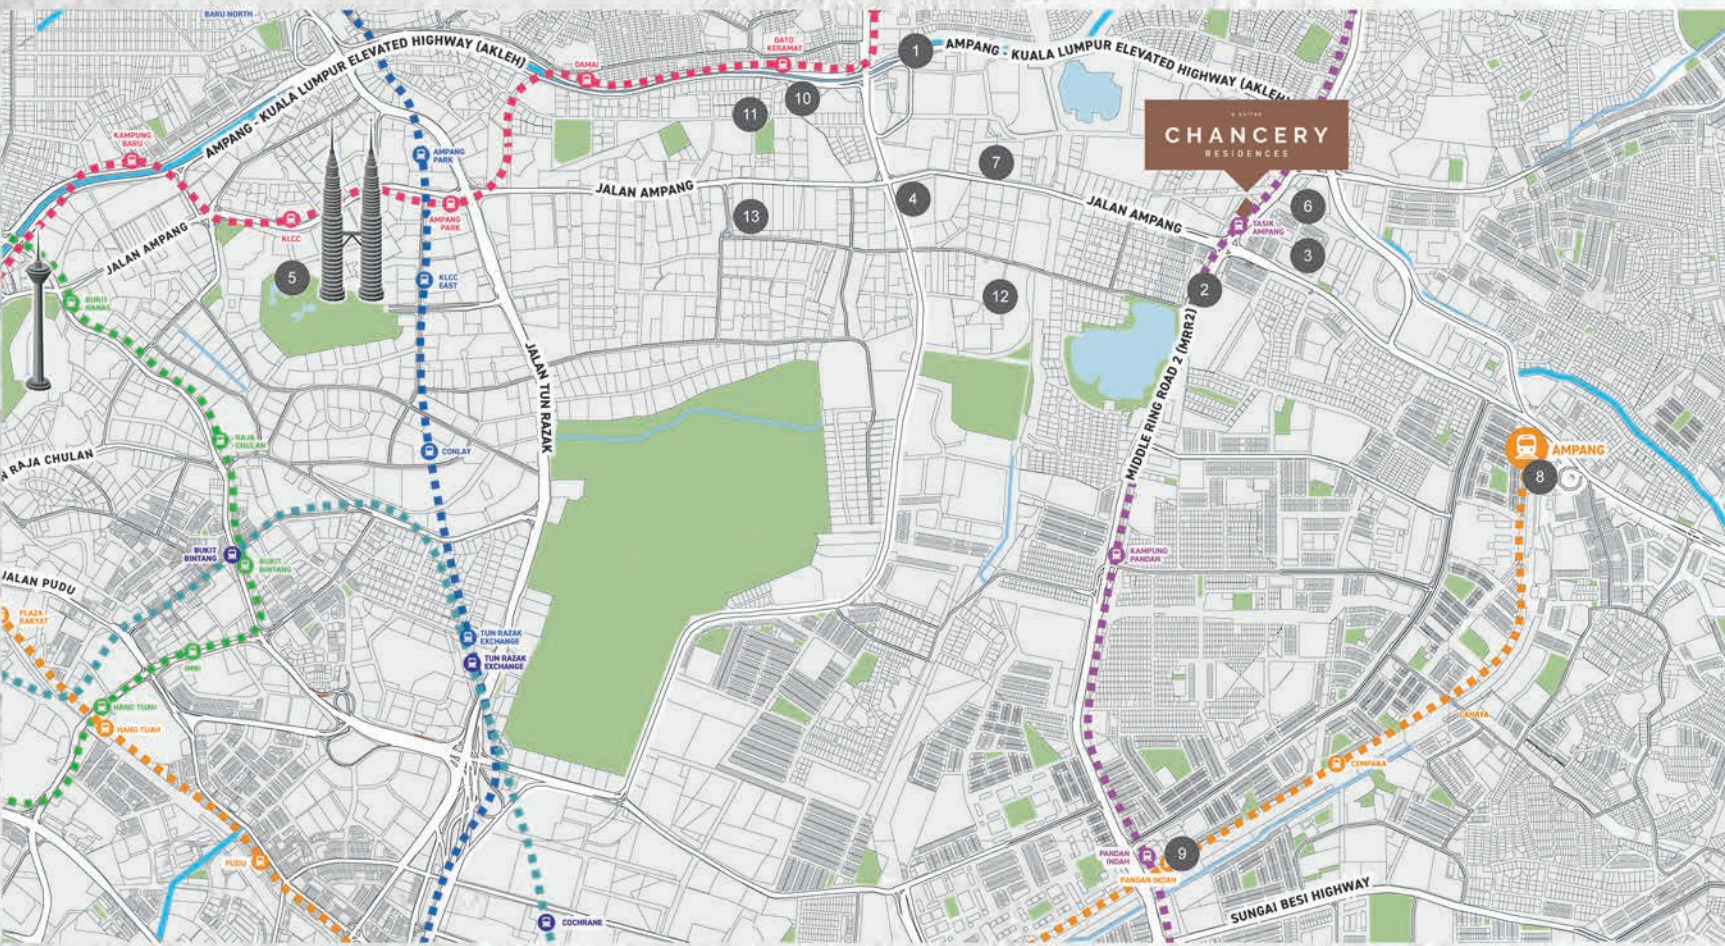 BARU NORTH
AMPANG - KUALA LUMPUR ELEVATED HIGHWAY (AKLEH)
DAMAI
DATO'
KERAMAT
1
AMPANG - KUALA LUMPUR ELEVATED HIGHWAY (AKLEH)
10
11
CHANCERY
RESIDENCES
KAMPUNG
BARU
AMPANG
PARK
7
JALAN AMPANG
4
JALAN AMPANG
6
AMPANG
PARK
13
TASIK
AMPANG
KLCC
JALAN AMPANG
3
5
KLCC
EAST
12
2
BUKIT
NANAS
JALAN TUN RAZAK
MIDDLE RING ROAD 2 (MRR2)
RAJA
CHULAN
CONLAY
N RAJA CHULAN
AMPANG
8
BUKIT
BINTANG
BUKIT
BINTANG
KAMPUNG
PANDAN
JALAN PUDU
PLAZA
RAKYAT
TUN RAZAK
EXCHANGE
TUN RAZAK
EXCHANGE
IMBI
HANG TUAH
HANG TUAH
CAHAYA
CEMPAKA
PUDU
PANDAN
INDAH
9
PANDAN INDAH
SUNGAI BESI HIGHWAY
COCHRANE